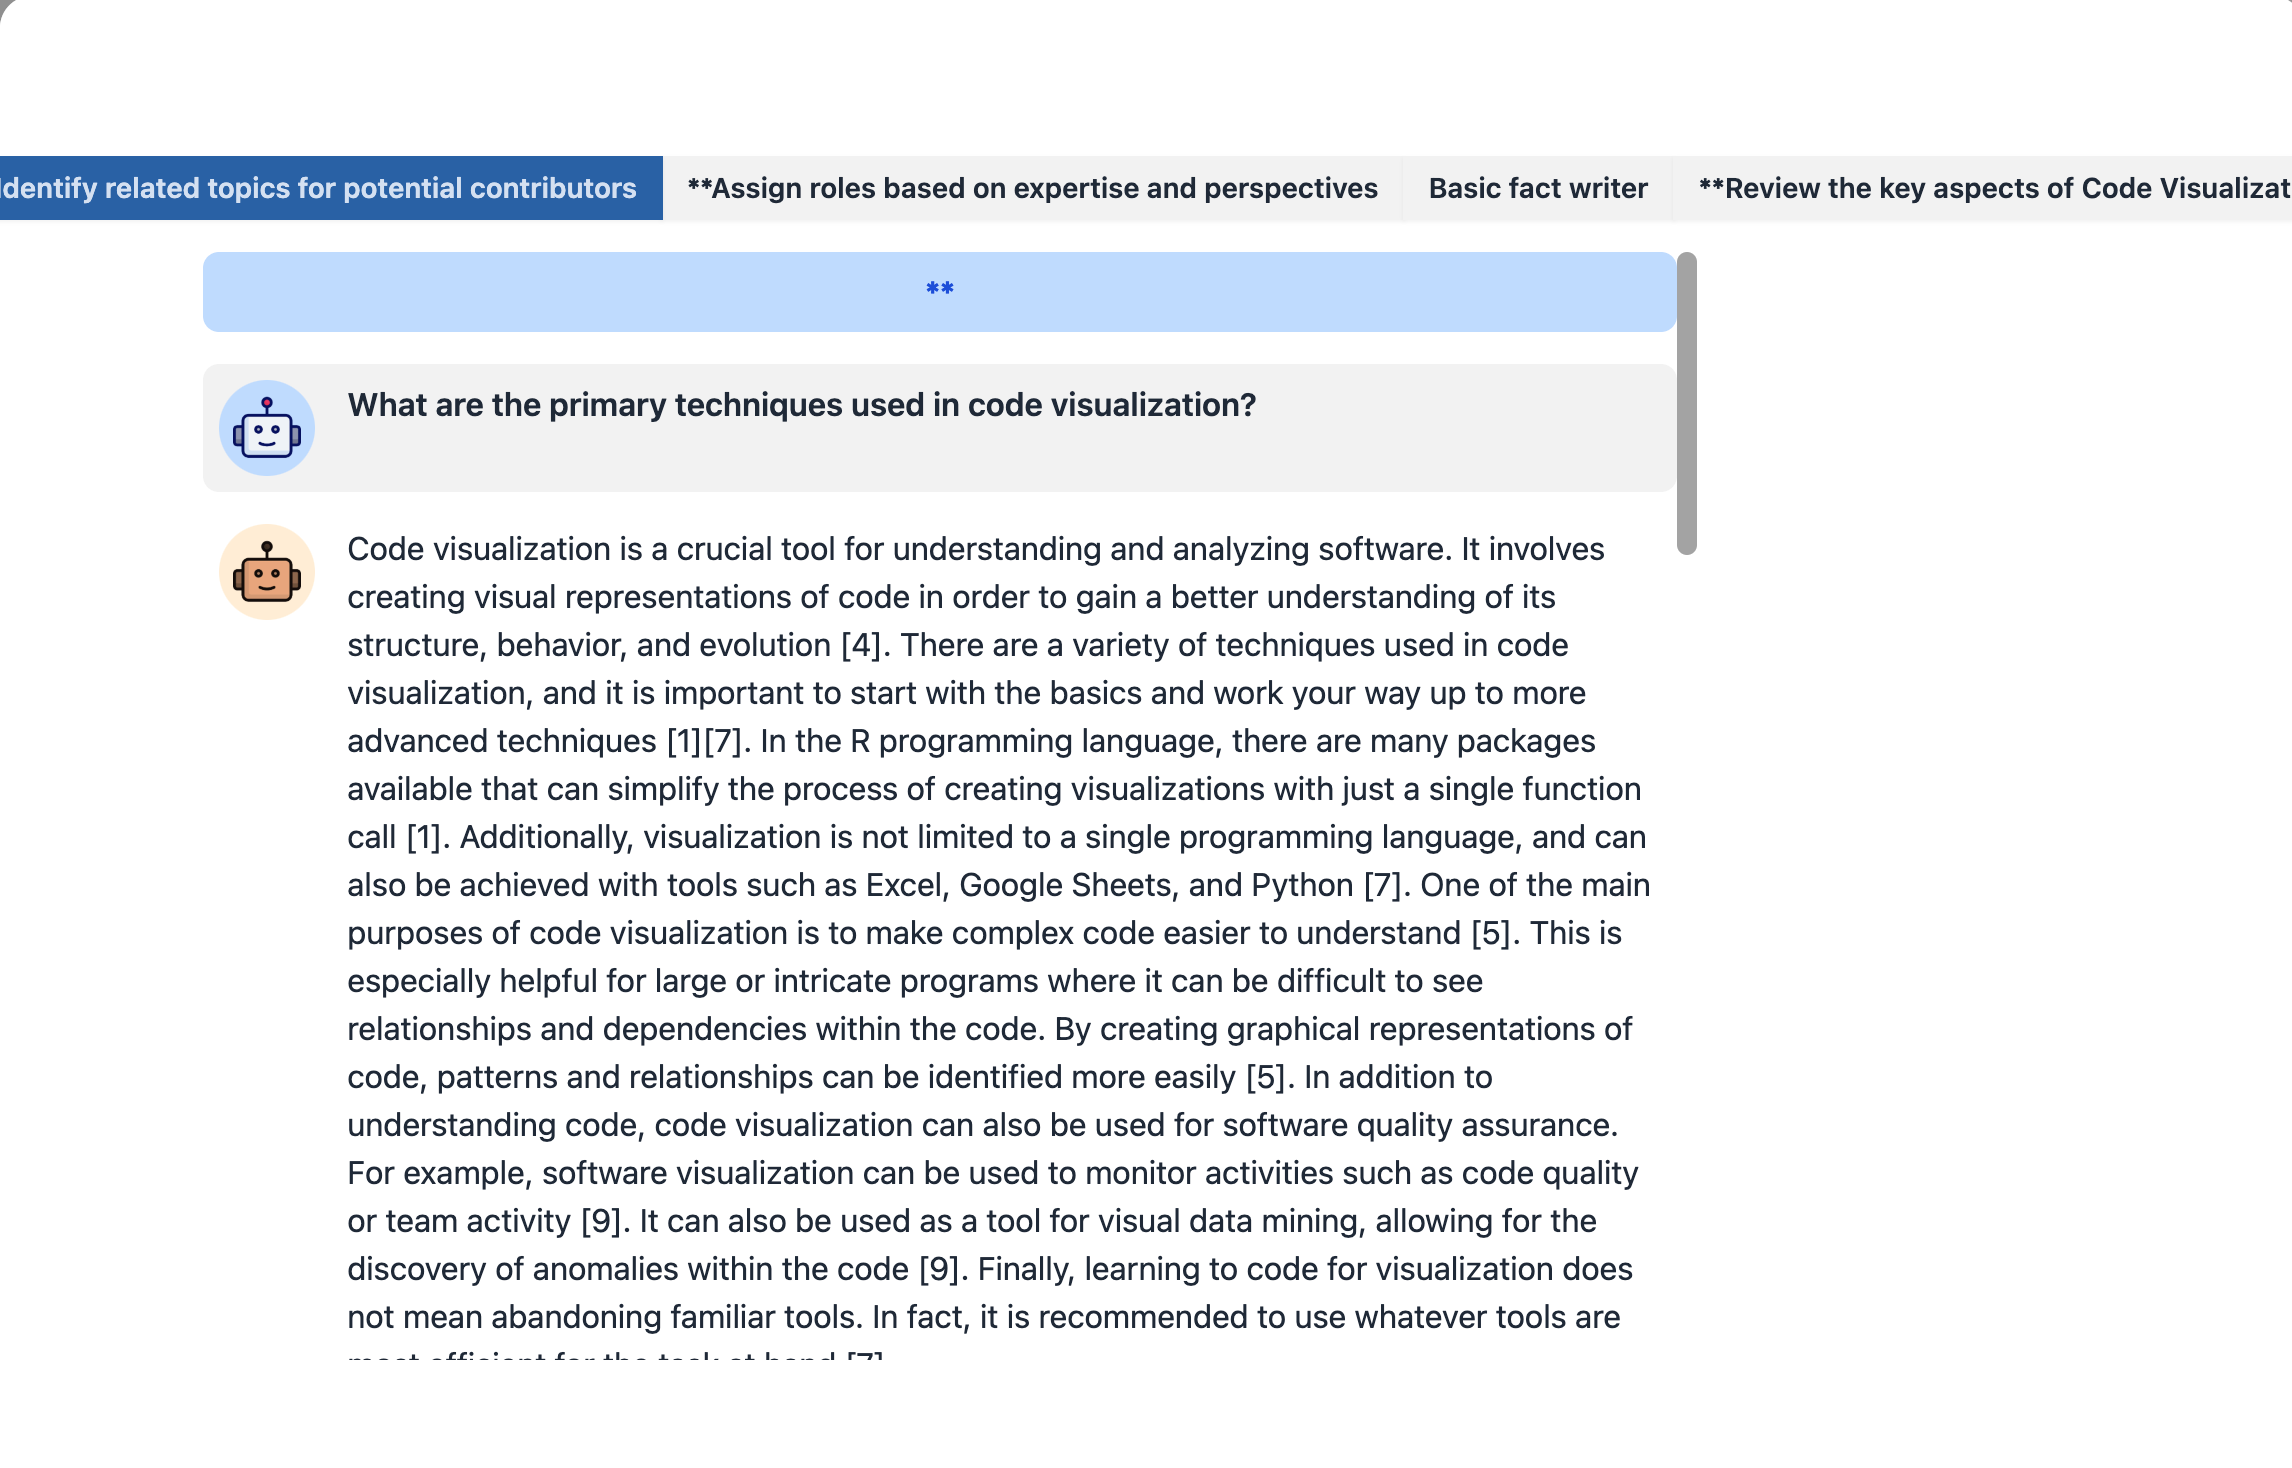 Identify related topics for potential contributors
**Assign roles based on expertise and perspectives
Basic fact writer
**Review the key aspects of Code Visualizat
**
What are the primary techniques used in code visualization?
Code visualization is a crucial tool for understanding and analyzing software. It involves
creating visual representations of code in order to gain a better understanding of its
structure, behavior, and evolution [4]. There are a variety of techniques used in code
visualization, and it is important to start with the basics and work your way up to more
advanced techniques [1][7]. In the R programming language, there are many packages
available that can simplify the process of creating visualizations with just a single function
call [1]. Additionally, visualization is not limited to a single programming language, and can
also be achieved with tools such as Excel, Google Sheets, and Python [7]. One of the main
purposes of code visualization is to make complex code easier to understand [5]. This is
especially helpful for large or intricate programs where it can be difficult to see
relationships and dependencies within the code. By creating graphical representations of
code, patterns and relationships can be identified more easily [5]. In addition to
understanding code, code visualization can also be used for software quality assurance.
For example, software visualization can be used to monitor activities such as code quality
or team activity [9]. It can also be used as a tool for visual data mining, allowing for the
discovery of anomalies within the code [9]. Finally, learning to code for visualization does
not mean abandoning familiar tools. In fact, it is recommended to use whatever tools are
most efficient for the task at hand [7]